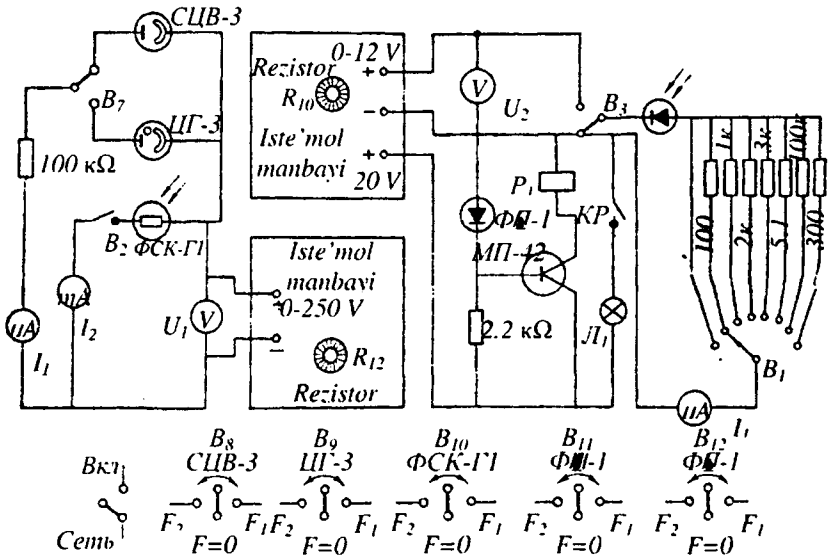 СЦВ-3
B7
ЦГ-3
100 кΩ
B2 ФСК-Г1
mA
I2
μA
I1
U1
V
Rezistor
R10
0-12 V
+
−
Iste'mol
manbayi
+
20 V
Iste'mol
manbayi
0-250 V
+
−
R12
Rezistor
V
U2
B3
P1
КР
ФД-1
МП-42
2.2 кΩ
Л1
100
1к
2к
3к
5.1
100к
300
B1
μA
I1
Вкл.
Сеть
B8
СЦВ-3
F2 F1
F=0
B9
ЦГ-3
F2 F1
F=0
B10
ФСК-Г1
F2 F1
F=0
B11
F2 F1
F=0
B12
F2 F1
F=0